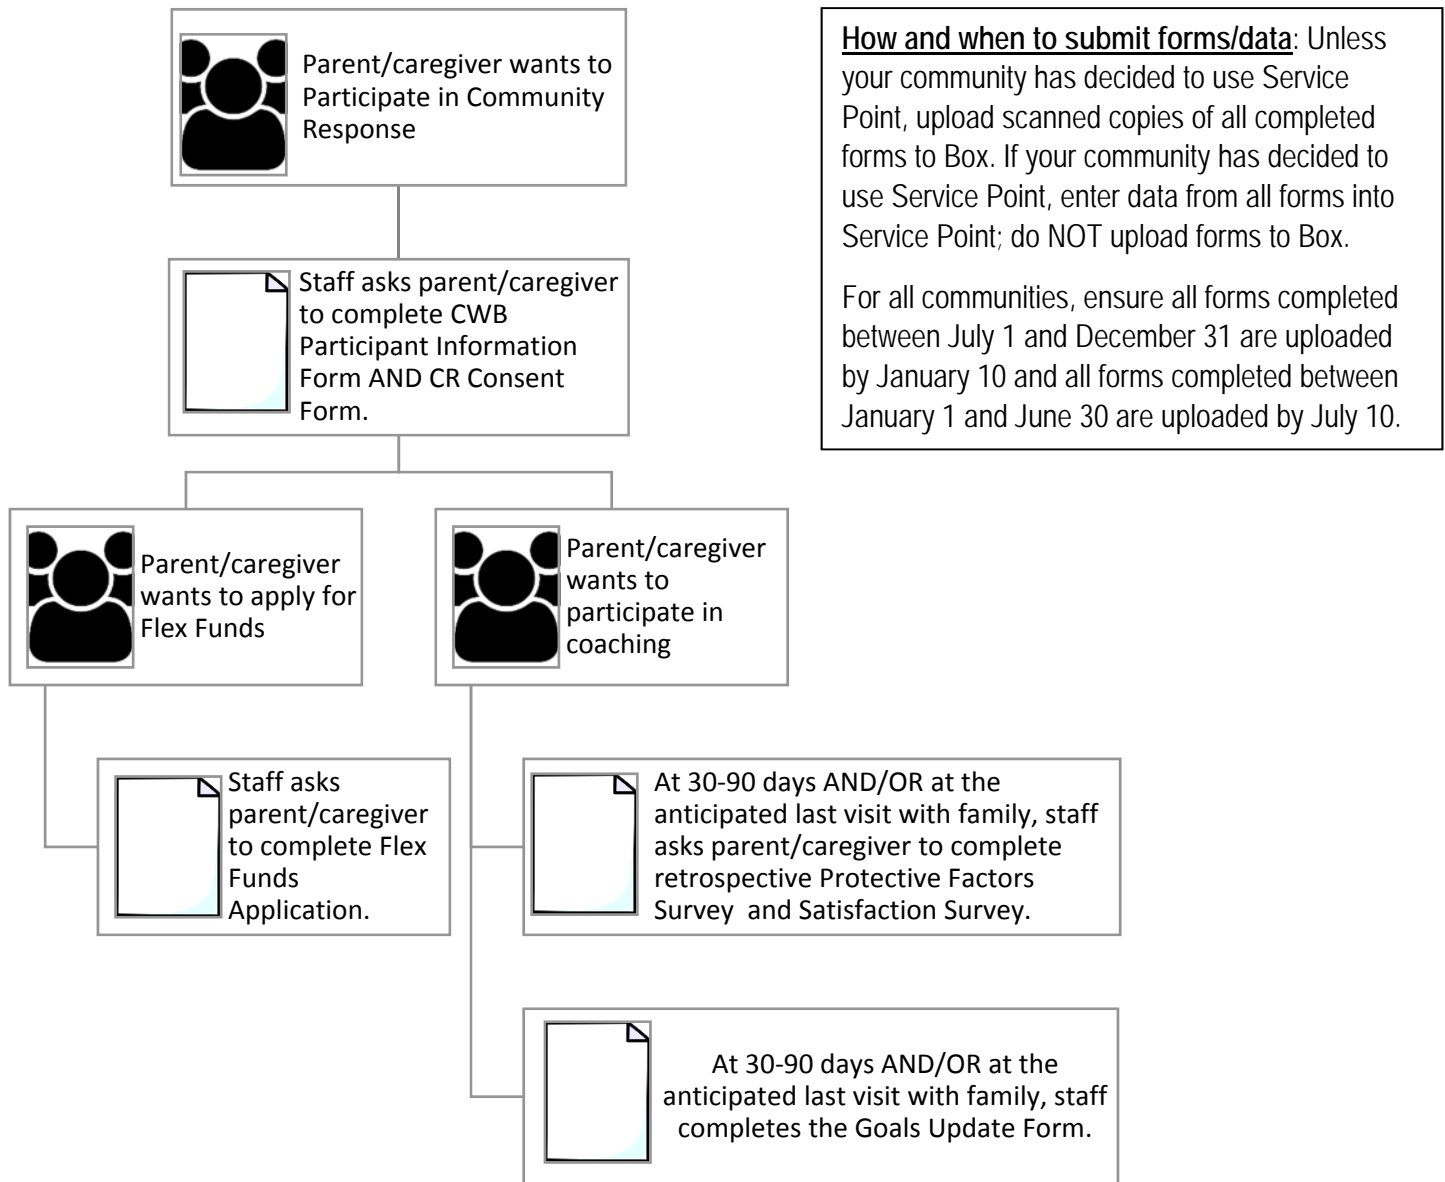 Parent/caregiver wants to
Participate in Community
Response
How and when to submit forms/data: Unless
your community has decided to use Service
Point, upload scanned copies of all completed
forms to Box. If your community has decided to
use Service Point, enter data from all forms into
Service Point; do NOT upload forms to Box.
For all communities, ensure all forms completed
between July 1 and December 31 are uploaded
by January 10 and all forms completed between
January 1 and June 30 are uploaded by July 10.
Staff asks parent/caregiver
to complete CWB
Participant Information
Form AND CR Consent
Form.
Parent/caregiver
wants to apply for
Flex Funds
Parent/caregiver
wants to
participate in
coaching
Staff asks
parent/caregiver
to complete Flex
Funds
Application.
At 30-90 days AND/OR at the
anticipated last visit with family, staff
asks parent/caregiver to complete
retrospective Protective Factors
Survey and Satisfaction Survey.
At 30-90 days AND/OR at the
anticipated last visit with family, staff
completes the Goals Update Form.